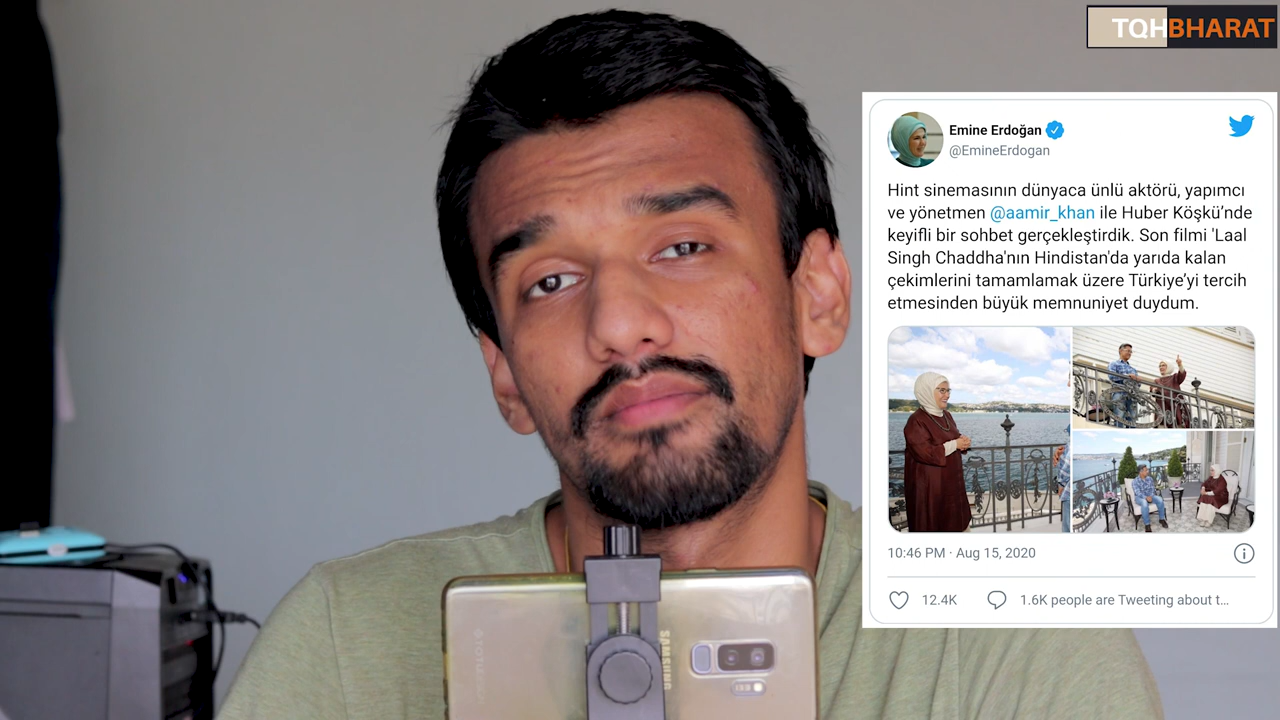 TQHBHARAT
Emine Erdoğan
@EmineErdogan
Hint sinemasının dünyaca ünlü aktörü, yapımcı
ve yönetmen @aamir_khan ile Huber Köşkü’nde
keyifli bir sohbet gerçekleştirdik. Son filmi 'Laal
Singh Chaddha'nın Hindistan'da yarıda kalan
çekimlerini tamamlamak üzere Türkiye’yi tercih
etmesinden büyük memnuniyet duydum.
10:46 PM · Aug 15, 2020
12.4K 1.6K people are Tweeting about t...
SAMSUNG